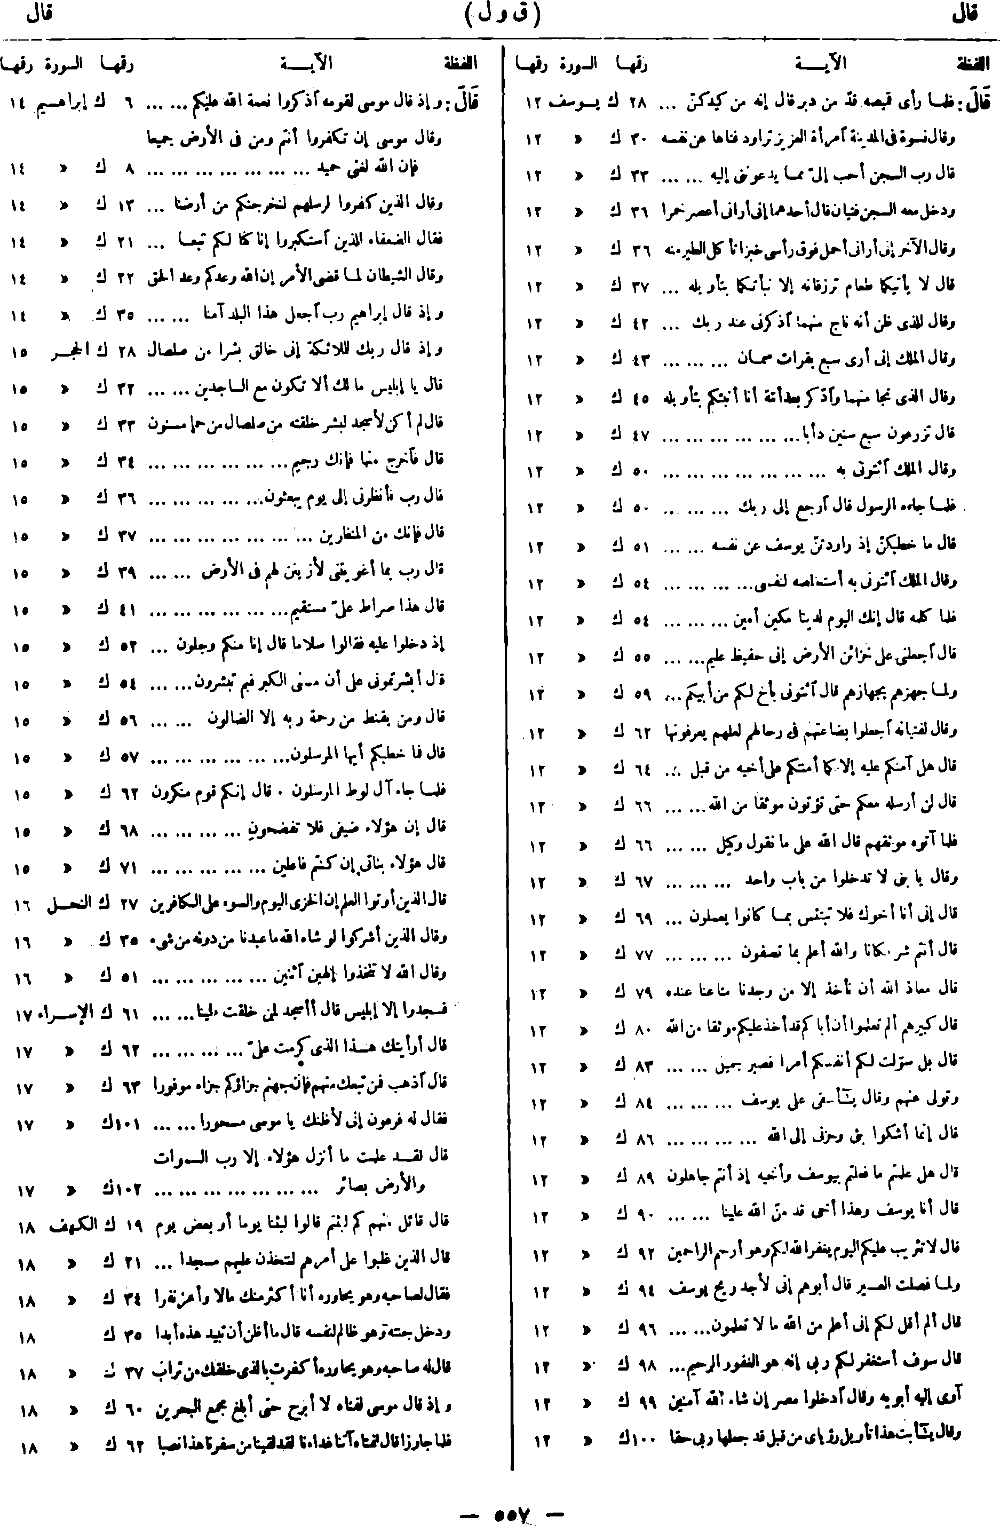 قال
(ق ول)
قال
اللفظة الآيــة رقها السورة رقها
قَالَ: فلما رأى قميصه قدّ من دبر قال إنه من كيدكنّ ... ٢٨ ك يوسف ١٢
وقال نسوة فى المدينة آمرأة العزيز تراود فتاها عن نفسه ٣٠ ك » ١٢
قال رب السجن أحب إلىّ مما يدعوننى إليه ... ... ٣٣ ك » ١٢
ودخل معه السجن فتيان قال أحدهما إنى أرانى أعصر خمرا ٣٦ ك » ١٢
وقال الآخر إنى أرانى أحمل فوق رأسى خبزا تأكل الطير منه ٣٦ ك » ١٢
قال لا يأتيكما طعام ترزقانه إلا نبأتكما بتأويله ... ٣٧ ك » ١٢
وقال للذى ظن أنه ناج منهما آذكرنى عند ربك ... ٤٢ ك » ١٢
وقال الملك إنى أرى سبع بقرات سمان ... ... ... ٤٣ ك » ١٢
وقال الذى نجا منهما وآدّكر بعد أمّة أنا أنبئكم بتأويله ٤٥ ك » ١٢
قال تزرعون سبع سنين دأبا... ... ... ... ... ٤٧ ك » ١٢
وقال الملك آئتونى به ... ... ... ... ... ... ٥٠ ك » ١٢
فلما جاءه الرسول قال آرجع إلى ربك ... ... .. ٥٠ ك » ١٢
قال ما خطبكنّ إذ راودتنّ يوسف عن نفسه ... ... ٥١ ك » ١٢
وقال الملك آئتونى به أستخلصه لنفسى... ... ... ... ٥٤ ك » ١٢
فلما كلمه قال إنك اليوم لدينا مكين أمين ... ... ... ٥٤ ك » ١٢
قال آجعلنى على خزائن الأرض إنى حفيظ عليم... ... ٥٥ ك » ١٢
ولما جهزهم بجهازهم قال آئتونى بأخ لكم من أبيكم ... ٥٩ ك » ١٢
وقال لفتيانه آجعلوا بضاعتهم فى رحالهم لعلهم يعرفونها ٦٢ ك » ١٢
قال هل آمنكم عليه إلا كما أمنتكم على أخيه من قبل ... ٦٤ ك » ١٢
قال لن أرسله معكم حتى تؤتون موثقا من الله... ... ٦٦ ك » ١٢
فلما آتوه موثقهم قال الله على ما نقول وكيل ... ... ٦٦ ك » ١٢
وقال يا بنى لا تدخلوا من باب واحد ... ... ... ٦٧ ك » ١٢
قال إنى أنا أخوك فلا تبتئس بما كانوا يعملون ... ٦٩ ك » ١٢
قال أنتم شر مكانا والله أعلم بما تصفون ... ... ... ٧٧ ك » ١٢
قال معاذ الله أن نأخذ إلا من وجدنا متاعنا عنده ٧٩ ك » ١٢
قال كبيرهم ألم تعلموا أن أباكم قد أخذ عليكم موثقا من الله ٨٠ ك » ١٢
قال بل سوّلت لكم أنفسكم أمرا فصبر جميل ... ... ٨٣ ك » ١٢
وتولى عنهم وقال يٰأسفى على يوسف ... ... ... ٨٤ ك » ١٢
قال إنما أشكوا بثى وحزنى إلى الله ... ... ... ... ٨٦ ك » ١٢
قال هل علمتم ما فعلتم بيوسف وأخيه إذ أنتم جاهلون ٨٩ ك » ١٢
قال أنا يوسف وهذا أخى قد منّ الله علينا ... ... ٩٠ ك » ١٢
قال لا تثريب عليكم اليوم يغفر الله لكم وهو أرحم الراحمين ٩٢ ك » ١٢
ولما فصلت العير قال أبوهم إنى لأجد ريح يوسف ٩٤ ك » ١٢
قال ألم أقل لكم إنى أعلم من الله ما لا تعلمون... ... ٩٦ ك » ١٢
قال سوف أستغفر لكم ربى إنه هو الغفور الرحيم... ٩٨ ك » ١٢
آوى إليه أبويه وقال آدخلوا مصر إن شاء آلله آمنين ٩٩ ك » ١٢
وقال يٰأبت هذا تأويل رؤياى من قبل قد جعلها ربى حقا ١٠٠ك » ١٢
اللفظة الآيــة رقها السورة رقها
قَالَ: وإذ قال موسى لقومه آذكروا نعمة الله عليكم... ... ٦ ك إبراهيم ١٤
وقال موسى إن تكفروا أنتم ومن فى الأرض جميعا
فإن الله لغنى حميد ... ... ... ... ... ... ٨ ك » ١٤
وقال الذين كفروا لرسلهم لنخرجنكم من أرضنا ... ١٣ ك » ١٤
فقال الضعفاء الذين آستكبروا إنا كنا لكم تبعا ... ٢١ ك » ١٤
وقال الشيطان لما قضى الأمر إن الله وعدكم وعد الحق ٢٢ ك » ١٤
وإذ قال إبراهيم رب آجعل هذا البلد آمنا ... ... ٣٥ ك » ١٤
وإذ قال ربك للملائكة إنى خالق بشرا من صلصال ٢٨ ك الحجر ١٥
قال يا إبليس مالك ألا تكون مع الساجدين ... ... ٣٢ ك » ١٥
قال لم أكن لأسجد لبشر خلقته من صلصال من حمإ مسنون ٣٣ ك » ١٥
قال فآخرج منها فإنك رجيم... ... ... ... ... ٣٤ ك » ١٥
قال رب فأنظرنى إلى يوم يبعثون... ... ... ... ... ٣٦ ك » ١٥
قال فإنك من المنظرين ... ... ... ... ... ... ٣٧ ك » ١٥
قال رب بما أغويتنى لأزينن لهم فى الأرض ... ... ٣٩ ك » ١٥
قال هذا صراط علىّ مستقيم... ... ... ... ... ٤١ ك » ١٥
إذ دخلوا عليه فقالوا سلاما قال إنا منكم وجلون ... ٥٢ ك » ١٥
قال أبشرتمونى على أن مسنى الكبر فبم تبشرون... ... ٥٤ ك » ١٥
قال ومن يقنط من رحمة ربه إلا الضالون ... ... ٥٦ ك » ١٥
قال فما خطبكم أيها المرسلون... ... ... ... ... ٥٧ ك » ١٥
فلما جاء آل لوط المرسلون . قال إنكم قوم منكرون ٦٢ ك » ١٥
قال إن هؤلاء ضيفى فلا تفضحون ... ... ... ... ٦٨ ك » ١٥
قال هؤلاء بناتى إن كنتم فاعلين ... ... ... ... ... ٧١ ك » ١٥
قال الذين أوتوا العلم إن الخزى اليوم والسوء على الكافرين ٢٧ ك النحل ١٦
وقال الذين أشركوا لو شاء الله ما عبدنا من دونه من شىء ٣٥ ك » ١٦
وقال الله لا تتخذوا إلهين آثنين ... ... ... ... ... ٥١ ك » ١٦
فسجدوا إلا إبليس قال أأسجد لمن خلقت طينا... ... ٦١ ك الإسراء ١٧
قال أرأيتك هذا الذى كرمت علىّ ... ... ... ... ٦٢ ك » ١٧
قال آذهب فمن تبعك منهم فإن جهنم جزاؤكم جزاء موفورا ٦٣ ك » ١٧
فقال له فرعون إنى لأظنك يا موسى مسحورا ... ... ١٠١ك » ١٧
قال لقد علمت ما أنزل هؤلاء إلا رب السموات
والأرض بصائر ... ... ... ... ... ... ... ١٠٢ك » ١٧
قال قائل منهم كم لبثتم قالوا لبثنا يوما أو بعض يوم ١٩ ك الكهف ١٨
قال الذين غلبوا على أمرهم لنتخذن عليهم مسجدا ... ٢١ ك » ١٨
فقال لصاحبه وهو يحاوره أنا أكثر منك مالا وأعز نفرا ٣٤ ك » ١٨
ودخل جنته وهو ظالم لنفسه قال ما أظن أن تبيد هذه أبدا ٣٥ ك ١٨
قال له صاحبه وهو يحاوره أكفرت بالذى خلقك من تراب ٣٧ ك » ١٨
وإذ قال موسى لفتاه لا أبرح حتى أبلغ مجمع البحرين ٦٠ ك » ١٨
فلما جاوزا قال لفتاه آتنا غداءنا لقد لقينا من سفرنا هذا نصبا ٦٢ ك » ١٨
— ٥٥٧ —